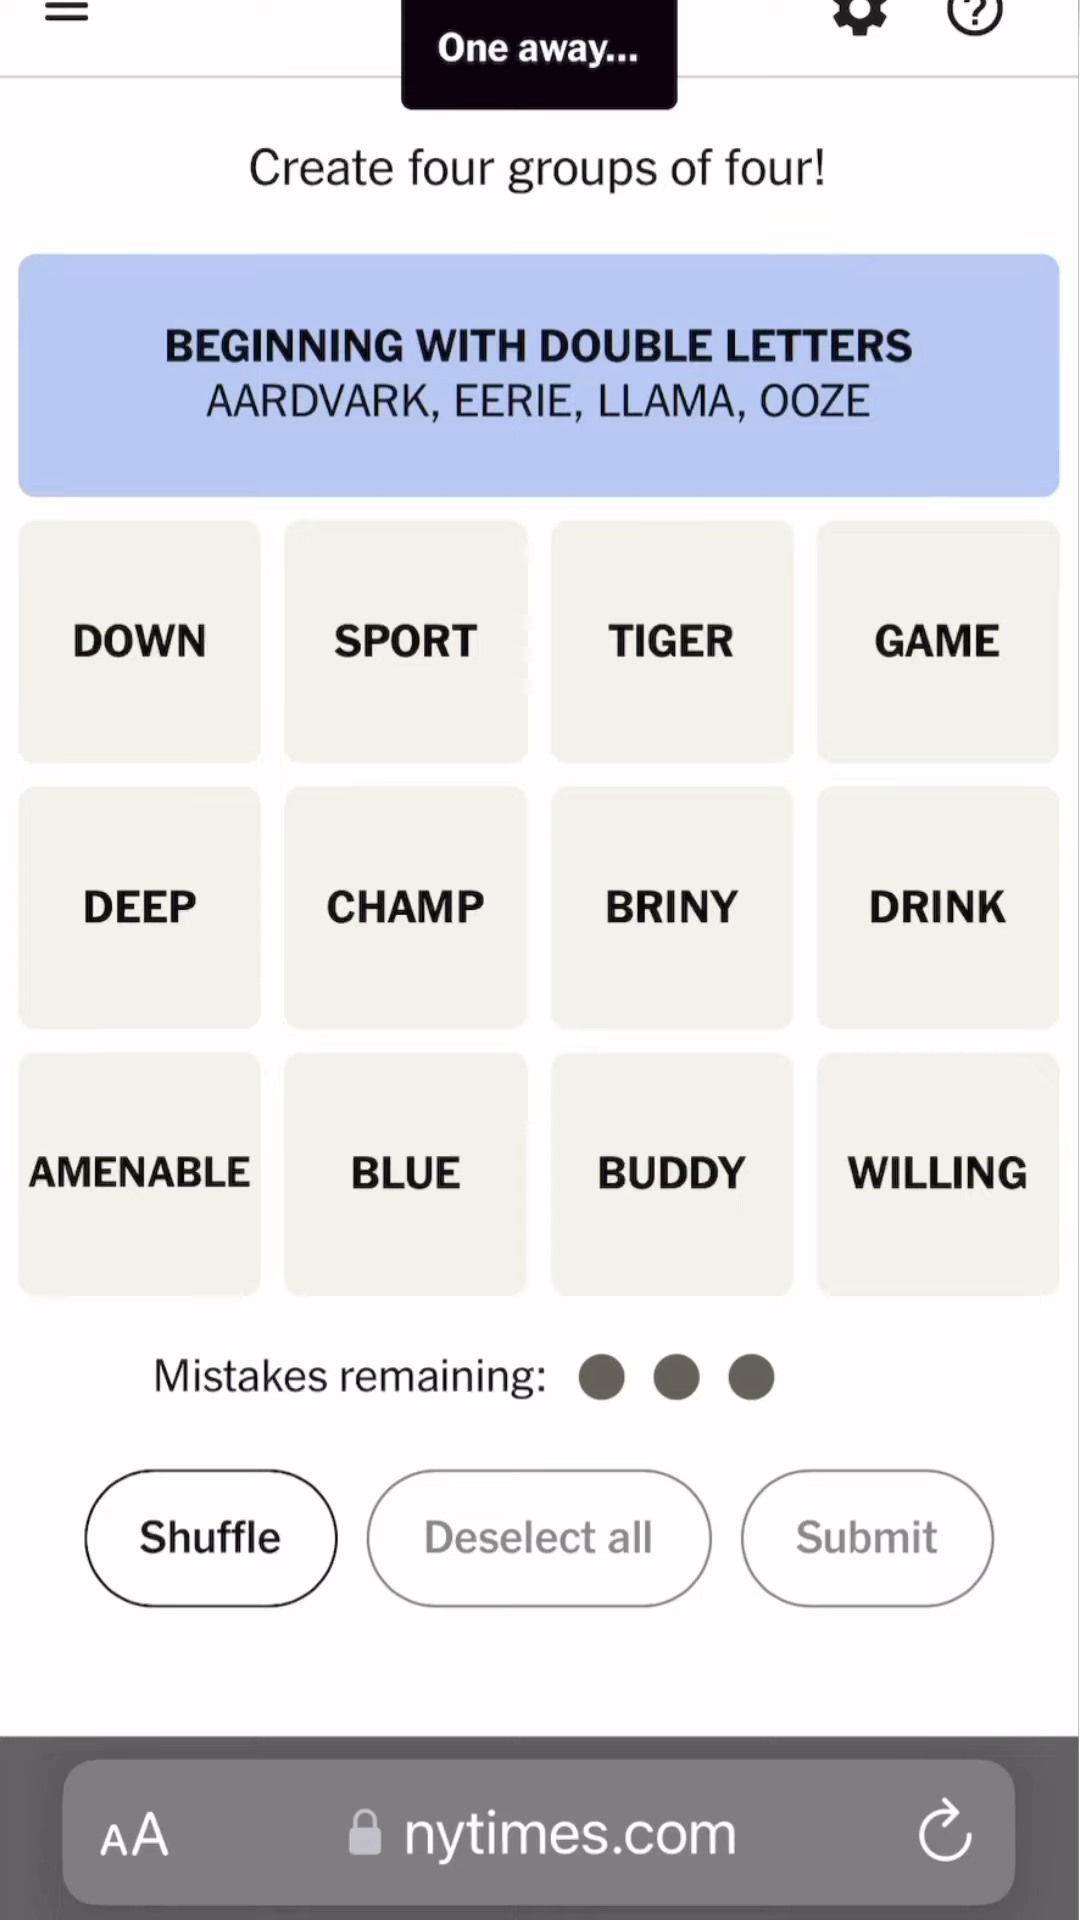 One away...
Create four groups of four!
BEGINNING WITH DOUBLE LETTERS
AARDVARK, EERIE, LLAMA, OOZE
DOWN SPORT TIGER GAME
DEEP CHAMP BRINY DRINK
AMENABLE BLUE BUDDY WILLING
Mistakes remaining:
Shuffle Deselect all Submit
AA nytimes.com